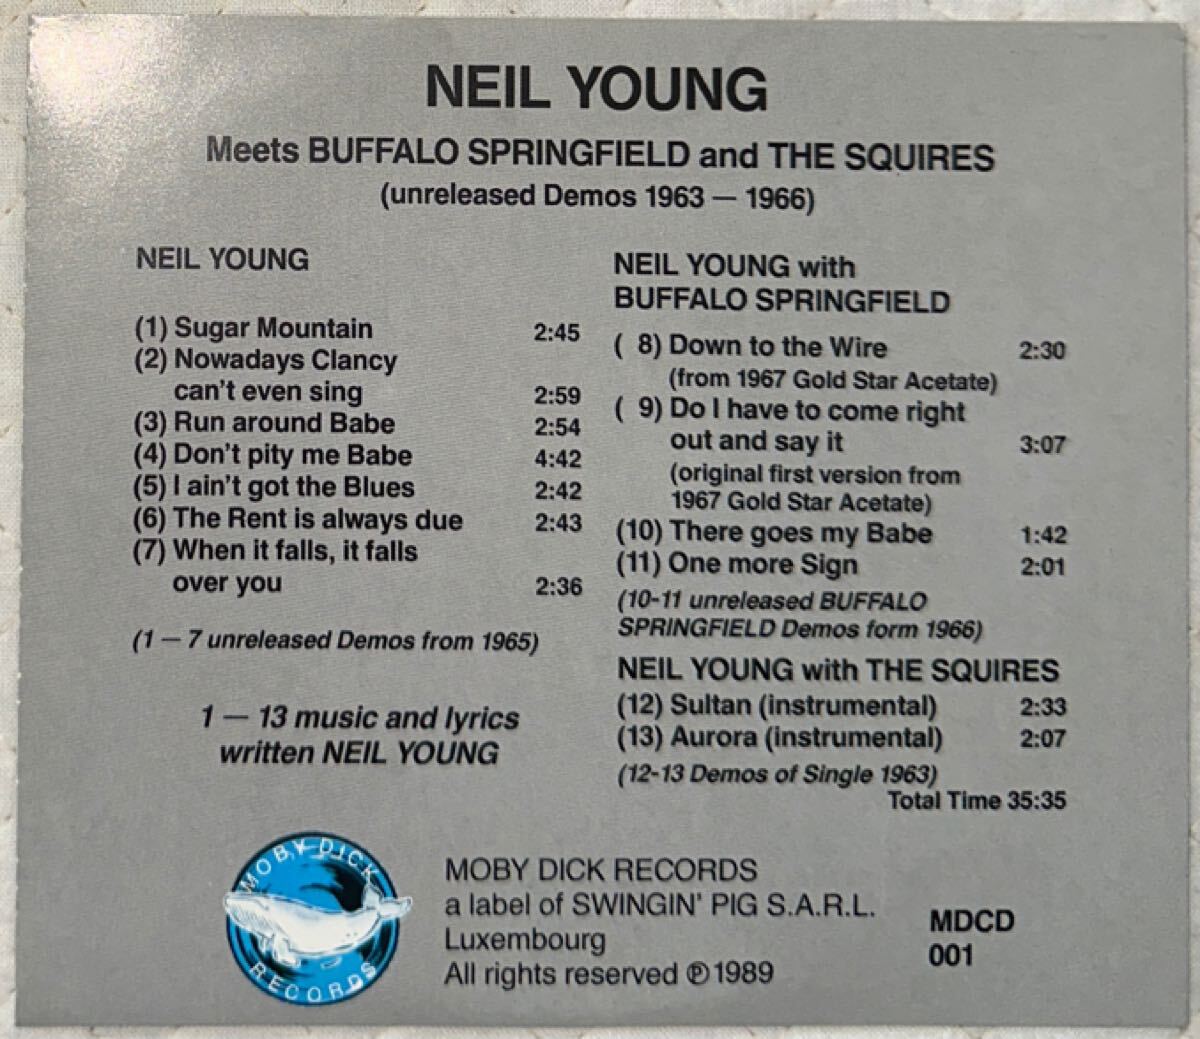 NEIL YOUNG
Meets BUFFALO SPRINGFIELD and THE SQUIRES
(unreleased Demos 1963 — 1966)
NEIL YOUNG
(1) Sugar Mountain 2:45
(2) Nowadays Clancy
can't even sing 2:59
(3) Run around Babe 2:54
(4) Don't pity me Babe 4:42
(5) I ain't got the Blues 2:42
(6) The Rent is always due 2:43
(7) When it falls, it falls
over you 2:36
(1 — 7 unreleased Demos from 1965)
1 — 13 music and lyrics
written NEIL YOUNG
NEIL YOUNG with
BUFFALO SPRINGFIELD
( 8) Down to the Wire 2:30
(from 1967 Gold Star Acetate)
( 9) Do I have to come right
out and say it 3:07
(original first version from
1967 Gold Star Acetate)
(10) There goes my Babe 1:42
(11) One more Sign 2:01
(10-11 unreleased BUFFALO
SPRINGFIELD Demos form 1966)
NEIL YOUNG with THE SQUIRES
(12) Sultan (instrumental) 2:33
(13) Aurora (instrumental) 2:07
(12-13 Demos of Single 1963)
Total Time 35:35
MOBY DICK
RECORDS
MOBY DICK RECORDS
a label of SWINGIN' PIG S.A.R.L.
Luxembourg
All rights reserved ℗ 1989
MDCD
001